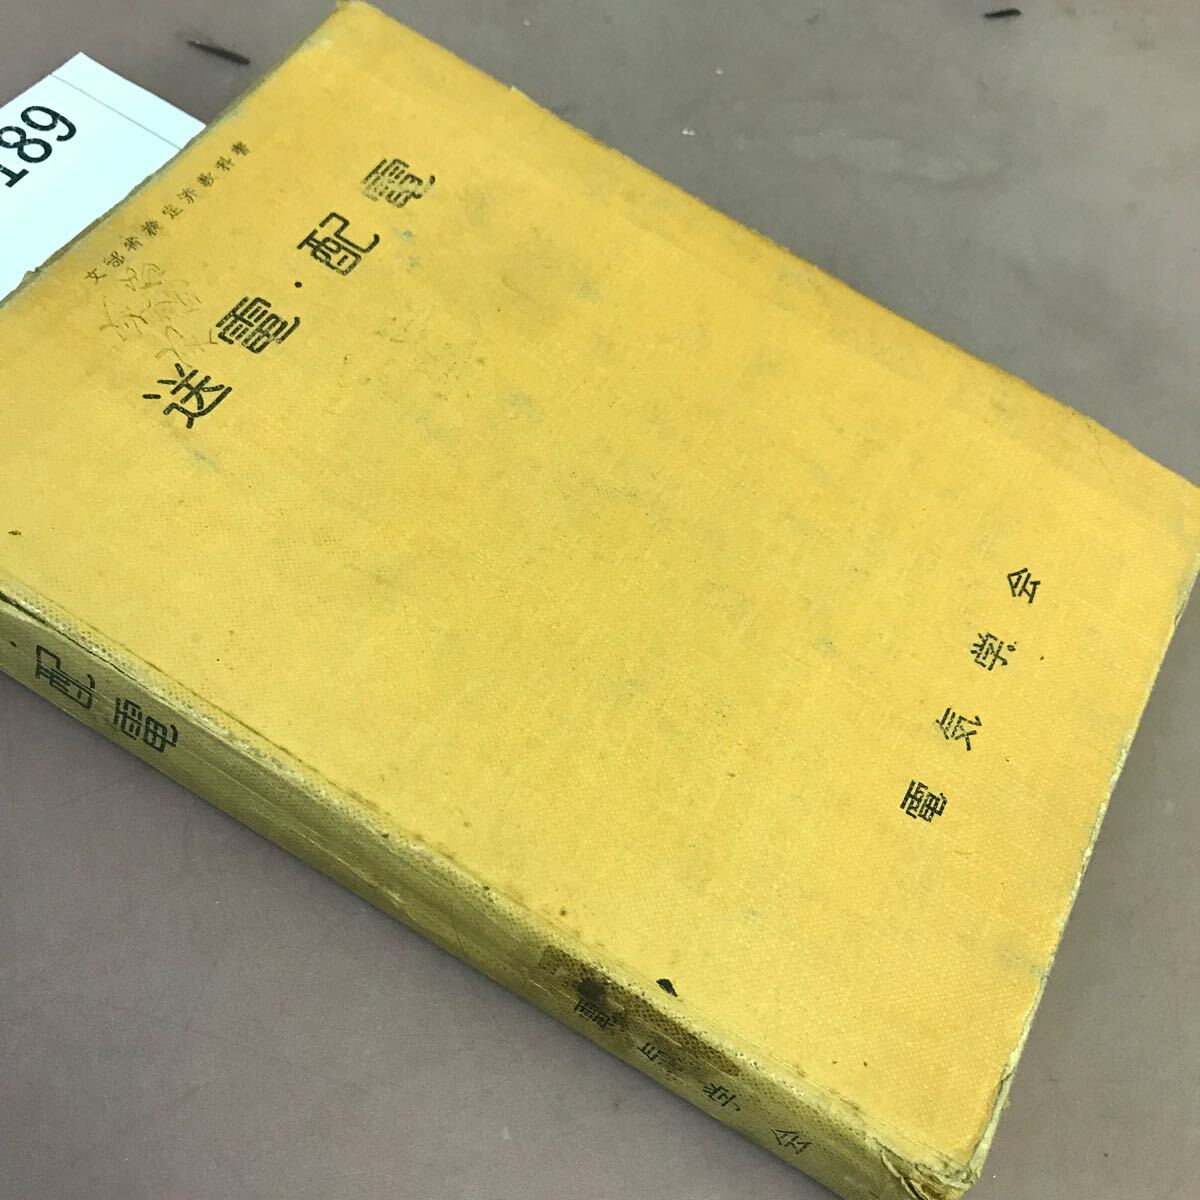 189
文部省検定済教科書
送電・配電
電気学会
・配電
電気学会